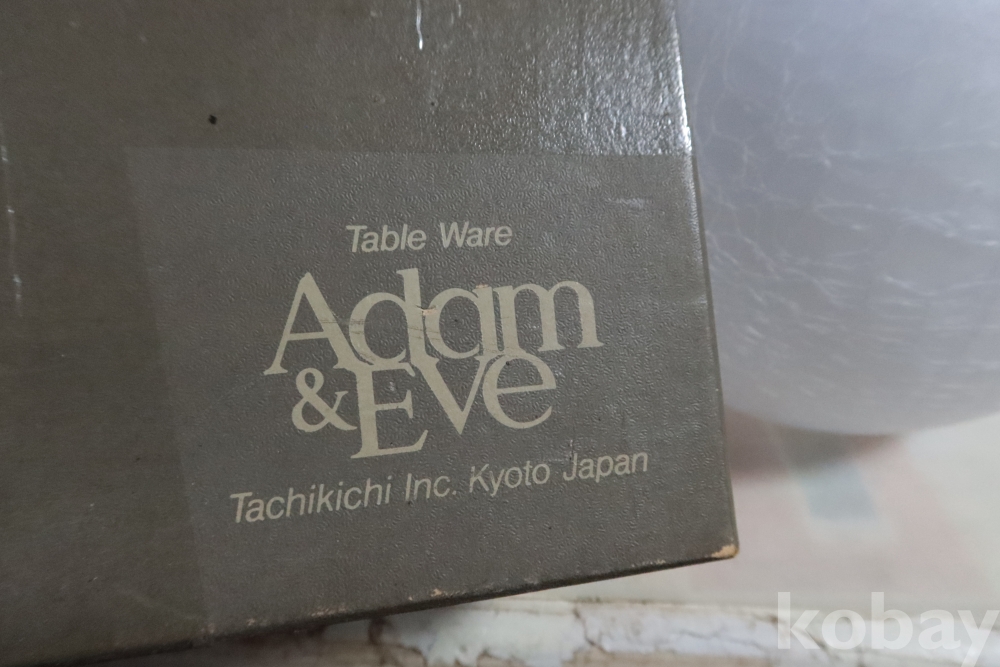 Table Ware
Adam
&Eve
Tachikichi Inc. Kyoto Japan
kobay